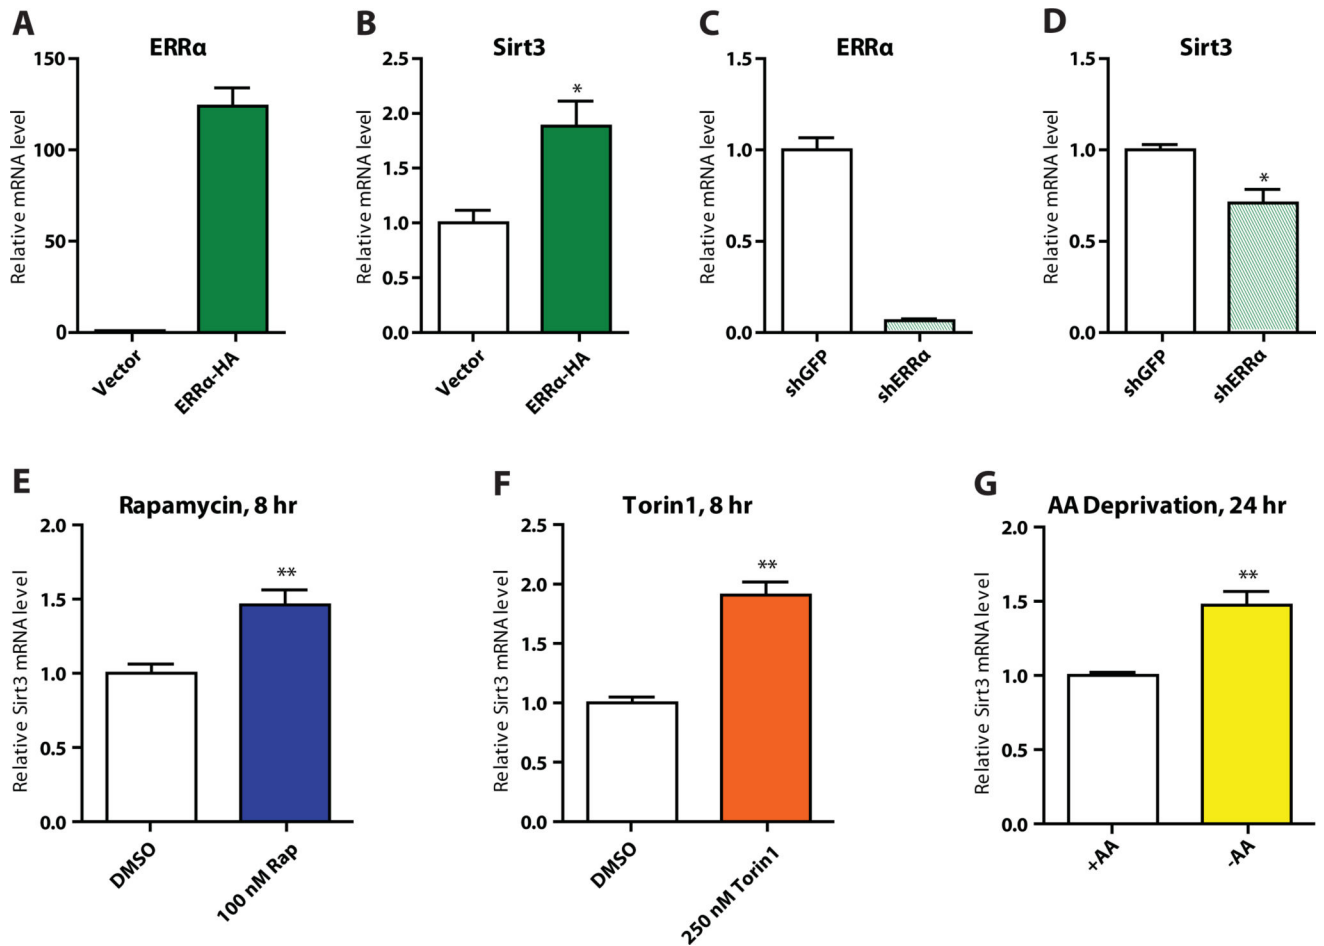 A
ERRα
Relative mRNA level
150
100
50
0
Vector
ERRα-HA
B
Sirt3
Relative mRNA level
2.5
2.0
1.5
1.0
0.5
0.0
*
Vector
ERRα-HA
C
ERRα
Relative mRNA level
1.5
1.0
0.5
0.0
shGFP
shERRα
D
Sirt3
Relative mRNA level
1.5
1.0
0.5
0.0
*
shGFP
shERRα
E
Rapamycin, 8 hr
Relative Sirt3 mRNA level
2.0
1.5
1.0
0.5
0.0
**
DMSO
100 nM Rap
F
Torin1, 8 hr
Relative Sirt3 mRNA level
2.5
2.0
1.5
1.0
0.5
0.0
**
DMSO
250 nM Torin1
G
AA Deprivation, 24 hr
Relative Sirt3 mRNA level
2.0
1.5
1.0
0.5
0.0
**
+AA
-AA